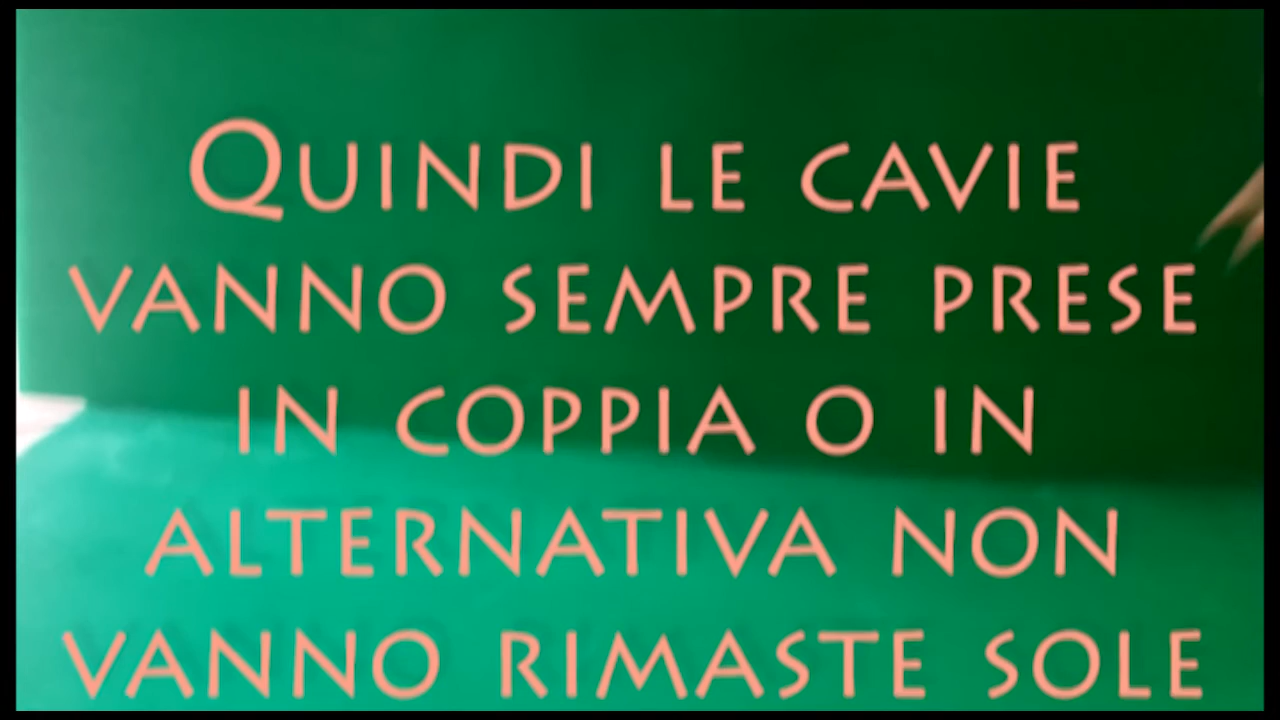 Quindi le cavie
vanno sempre prese
in coppia o in
alternativa non
vanno rimaste sole